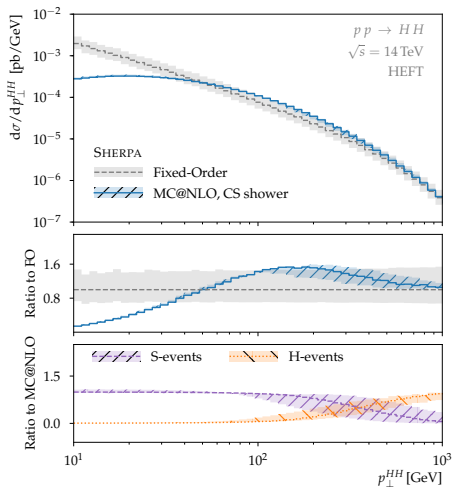 10⁻²
10⁻³
10⁻⁴
10⁻⁵
10⁻⁶
10⁻⁷
dσ/dp⊥^HH [pb/GeV]
p p → H H
√s = 14 TeV
HEFT
SHERPA
Fixed-Order
MC@NLO, CS shower
Ratio to FO
1.6
0.8
Ratio to MC@NLO
1.5
0.0
S-events
H-events
10¹
10²
10³
p⊥^HH [GeV]